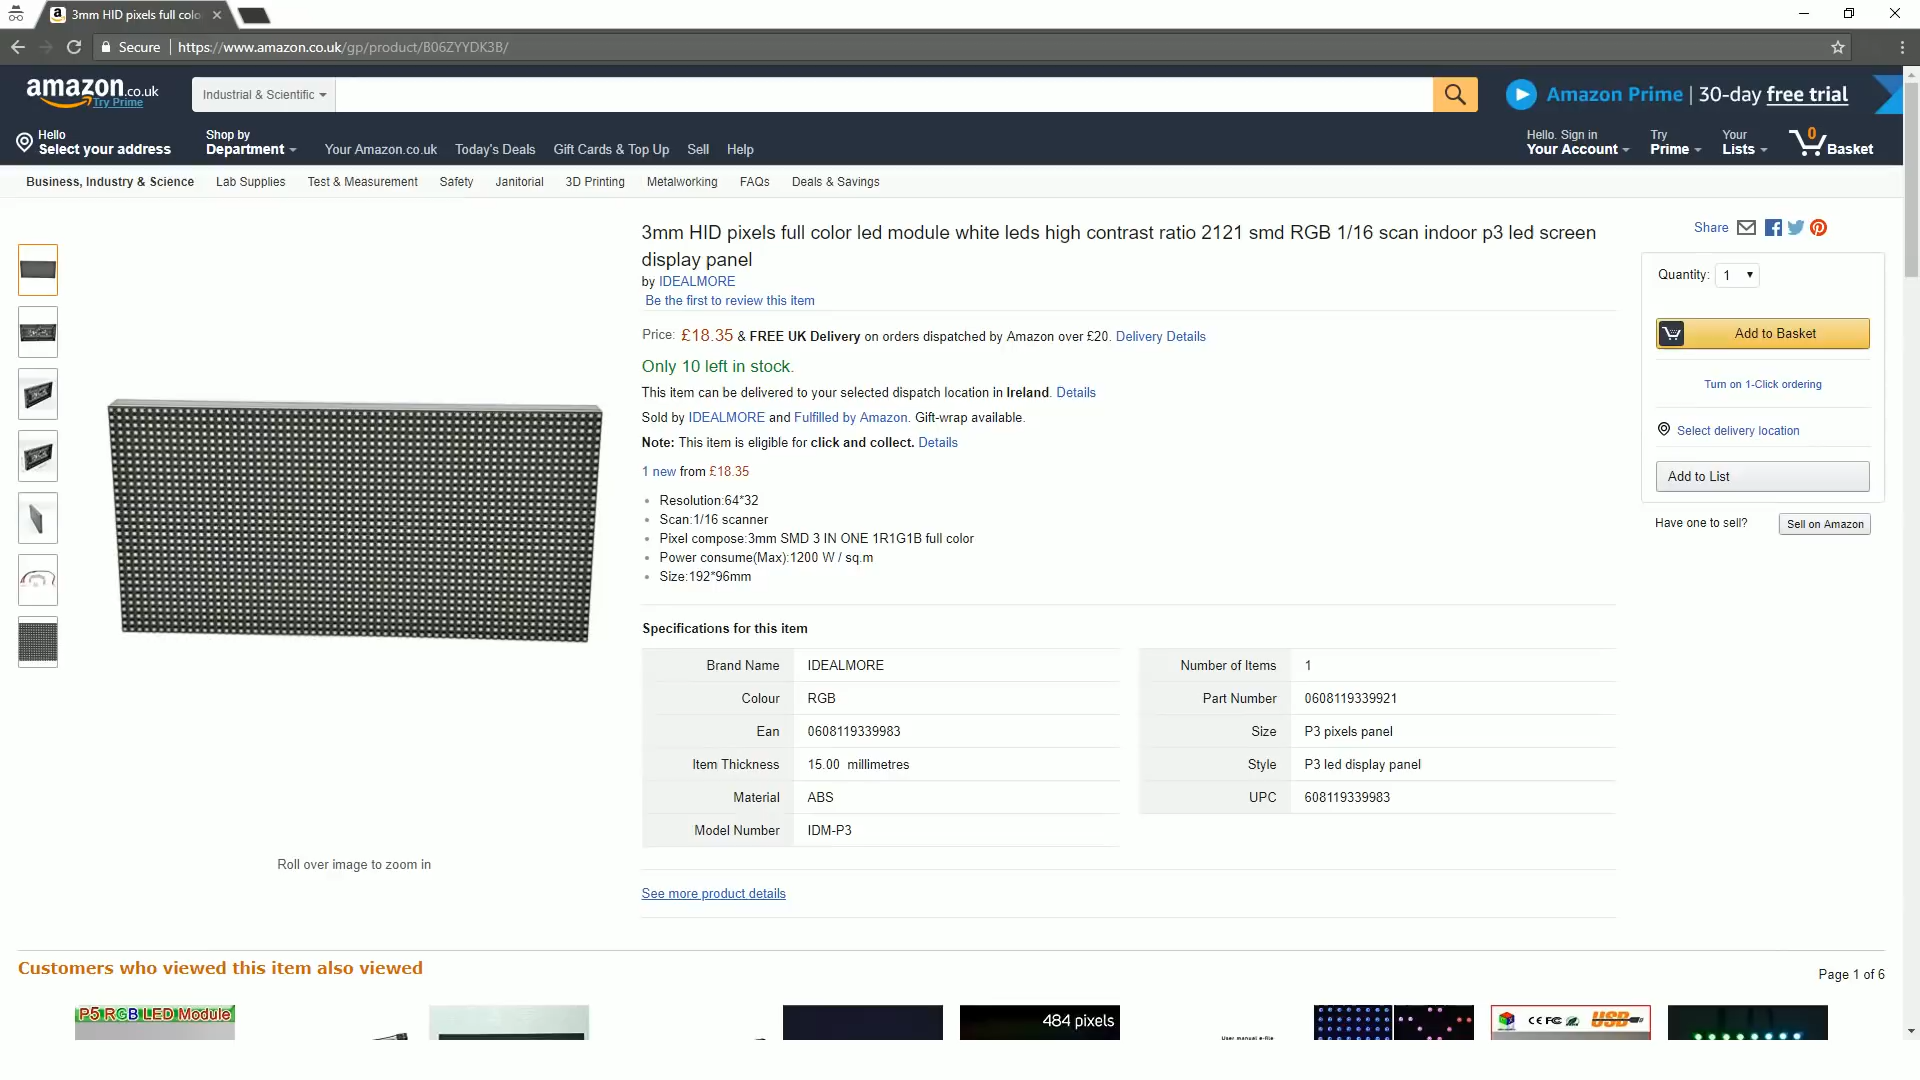 3mm HID pixels full colo
Secure | https://www.amazon.co.uk/gp/product/B06ZYYDK3B/
amazon.co.uk
Try Prime
Industrial & Scientific
Amazon Prime | 30-day free trial
Hello
Select your address
Shop by
Department
Your Amazon.co.uk Today's Deals Gift Cards & Top Up Sell Help
Hello. Sign in
Your Account
Try
Prime
Your
Lists
0
Basket
Business, Industry & Science Lab Supplies Test & Measurement Safety Janitorial 3D Printing Metalworking FAQs Deals & Savings
3mm HID pixels full color led module white leds high contrast ratio 2121 smd RGB 1/16 scan indoor p3 led screen
display panel
by IDEALMORE
Be the first to review this item
Price: £18.35 & FREE UK Delivery on orders dispatched by Amazon over £20. Delivery Details
Only 10 left in stock.
This item can be delivered to your selected dispatch location in Ireland. Details
Sold by IDEALMORE and Fulfilled by Amazon. Gift-wrap available.
Note: This item is eligible for click and collect. Details
1 new from £18.35
Resolution:64*32
Scan:1/16 scanner
Pixel compose:3mm SMD 3 IN ONE 1R1G1B full color
Power consume(Max):1200 W / sq.m
Size:192*96mm
Specifications for this item
Brand Name IDEALMORE
Colour RGB
Ean 0608119339983
Item Thickness 15.00 millimetres
Material ABS
Model Number IDM-P3
Number of Items 1
Part Number 0608119339921
Size P3 pixels panel
Style P3 led display panel
UPC 608119339983
See more product details
Roll over image to zoom in
Share
Quantity: 1
Add to Basket
Turn on 1-Click ordering
Select delivery location
Add to List
Have one to sell? Sell on Amazon
Customers who viewed this item also viewed
Page 1 of 6
P5 RGB LED Module
484 pixels
User manual e-file
CE FC USB